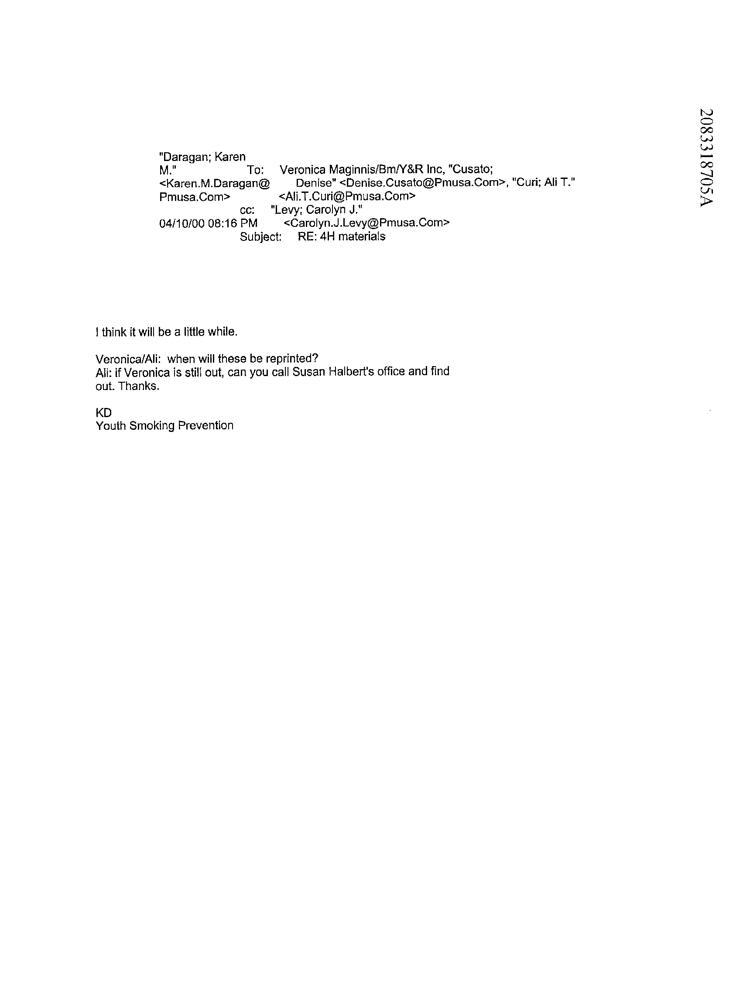 2083318705A
"Daragan; Karen
M." To: Veronica Maginnis/Bm/Y&R Inc, "Cusato;
<Karen.M.Daragan@ Denise" <Denise.Cusato@Pmusa.Com>, "Curi; Ali T."
Pmusa.Com> <Ali.T.Curi@Pmusa.Com>
cc: "Levy; Carolyn J."
04/10/00 08:16 PM <Carolyn.J.Levy@Pmusa.Com>
Subject: RE: 4H materials
I think it will be a little while.
Veronica/Ali: when will these be reprinted?
Ali: if Veronica is still out, can you call Susan Halbert's office and find
out. Thanks.
KD
Youth Smoking Prevention